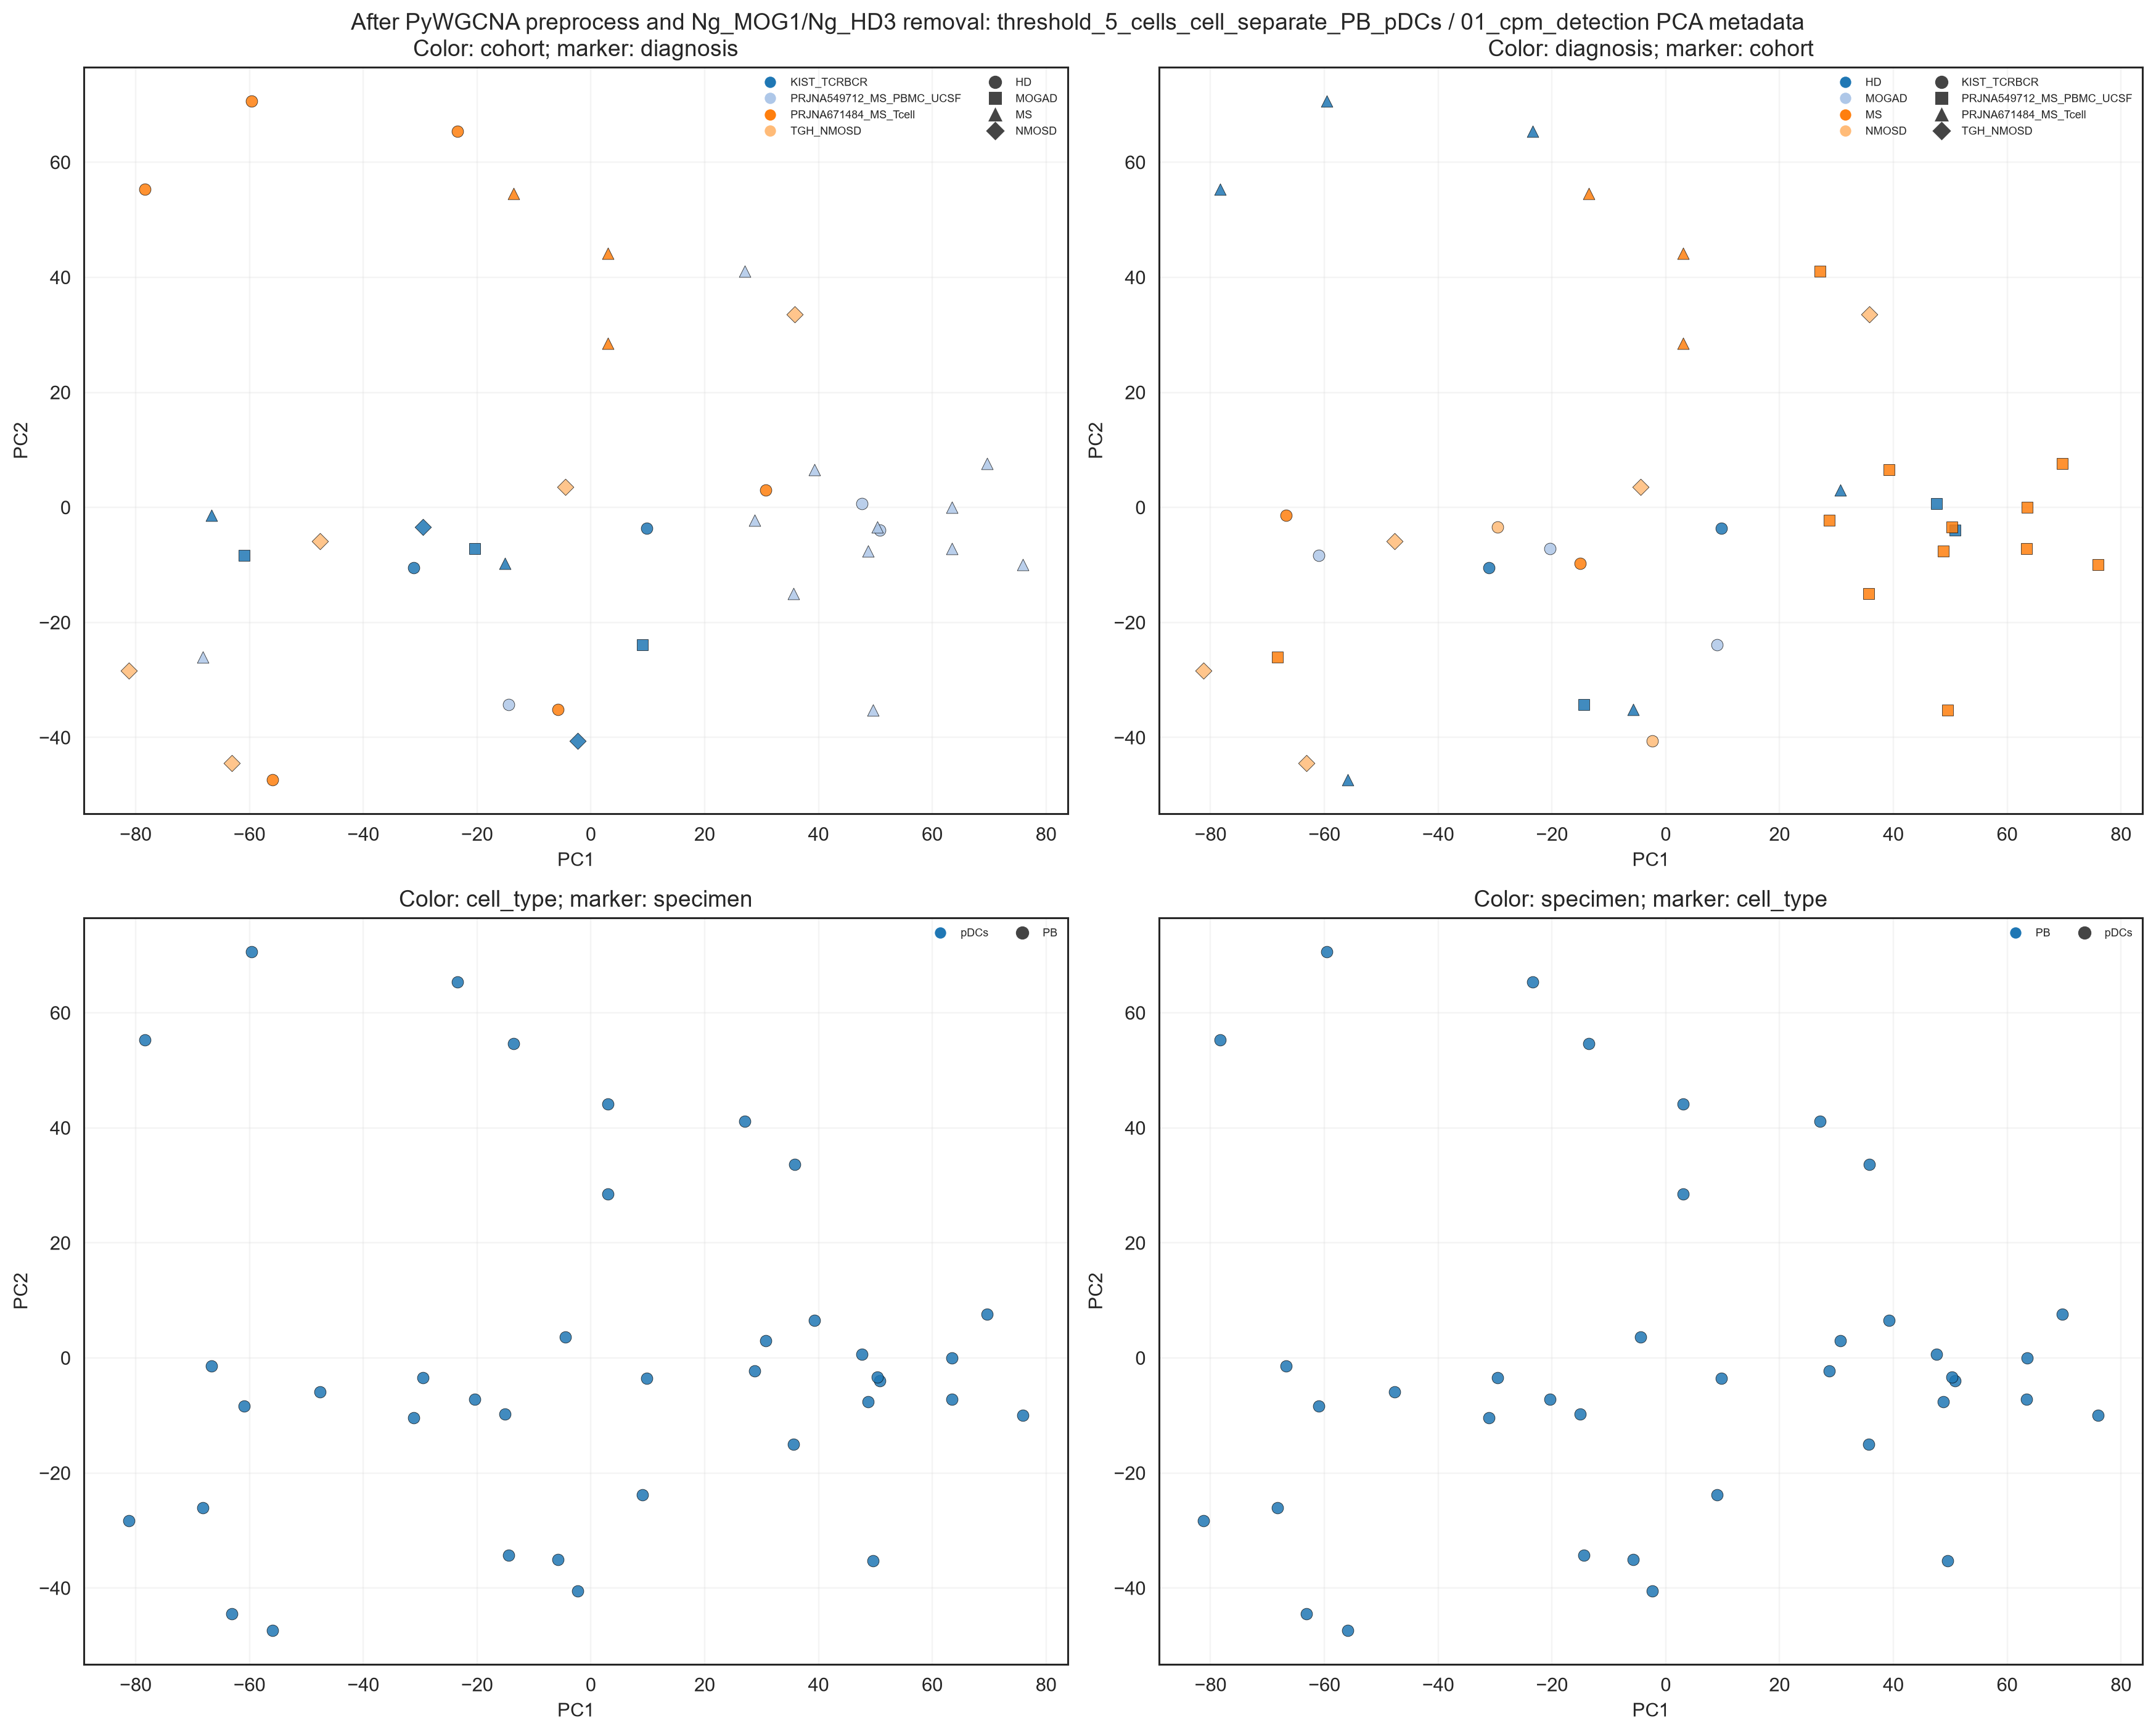 After PyWGCNA preprocess and Ng_MOG1/Ng_HD3 removal: threshold_5_cells_cell_separate_PB_pDCs / 01_cpm_detection PCA metadata
Color: cohort; marker: diagnosis
KIST_TCRBCR HD
PRJNA549712_MS_PBMC_UCSF MOGAD
PRJNA671484_MS_Tcell MS
TGH_NMOSD NMOSD
60
40
20
0
−20
−40
PC2
−80 −60 −40 −20 0 20 40 60 80
PC1
Color: diagnosis; marker: cohort
HD KIST_TCRBCR
MOGAD PRJNA549712_MS_PBMC_UCSF
MS PRJNA671484_MS_Tcell
NMOSD TGH_NMOSD
60
40
20
0
−20
−40
PC2
−80 −60 −40 −20 0 20 40 60 80
PC1
Color: cell_type; marker: specimen
pDCs PB
60
40
20
0
−20
−40
PC2
−80 −60 −40 −20 0 20 40 60 80
PC1
Color: specimen; marker: cell_type
PB pDCs
60
40
20
0
−20
−40
PC2
−80 −60 −40 −20 0 20 40 60 80
PC1